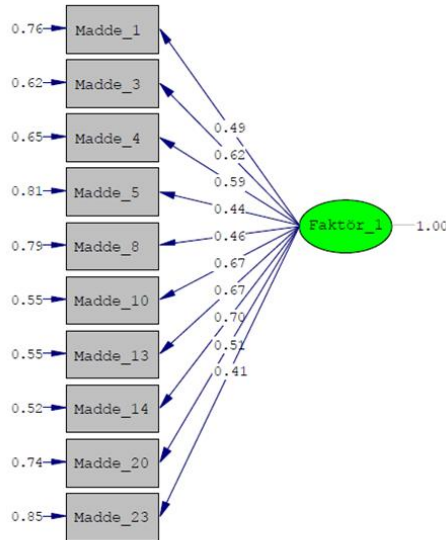 0.76 Madde_1
0.49
0.62 Madde_3
0.62
0.65 Madde_4
0.59
0.81 Madde_5
0.44
Faktör_1 1.00
0.79 Madde_8
0.46
0.67
0.55 Madde_10
0.67
0.70
0.55 Madde_13
0.51
0.41
0.52 Madde_14
0.74 Madde_20
0.85 Madde_23